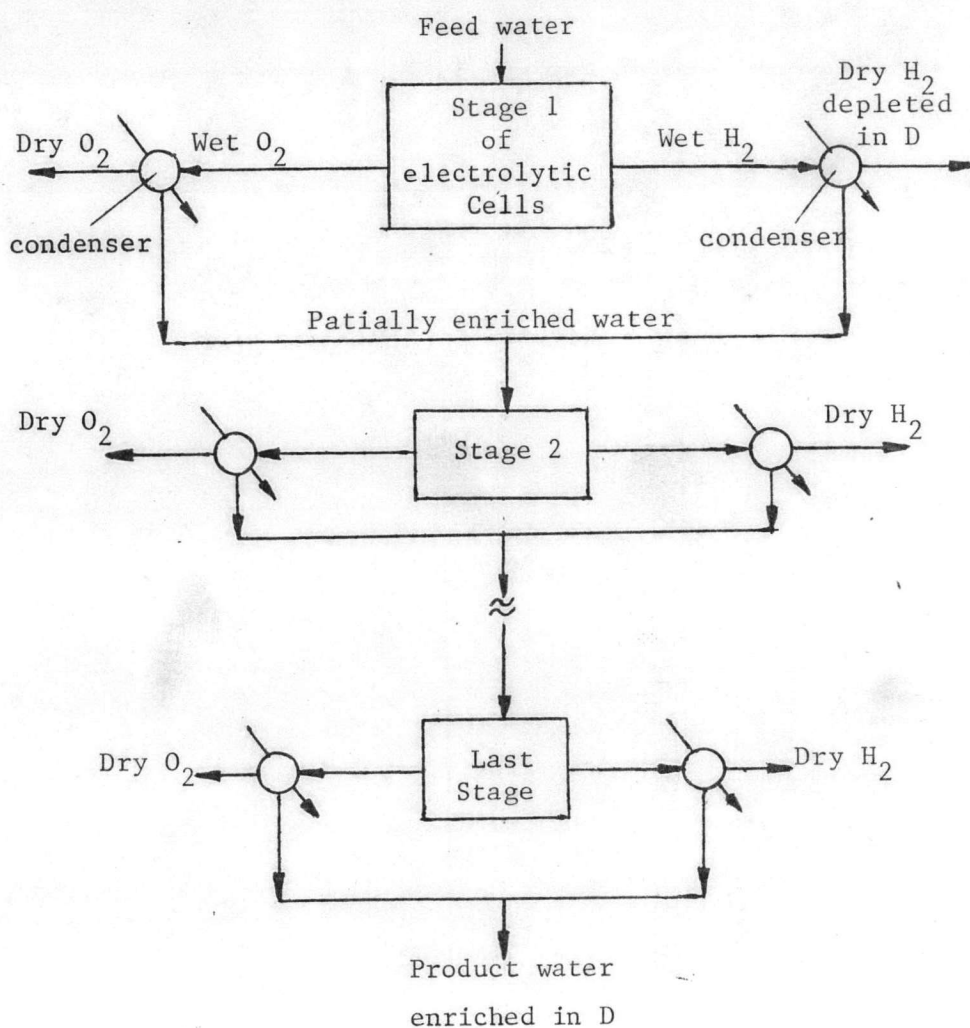 Feed water
Stage 1
of
electrolytic
Cells
Dry O2
Wet O2
Wet H2
Dry H2
depleted
in D
condenser
condenser
Patially enriched water
Dry O2
Stage 2
Dry H2
≈
Dry O2
Last
Stage
Dry H2
Product water
enriched in D